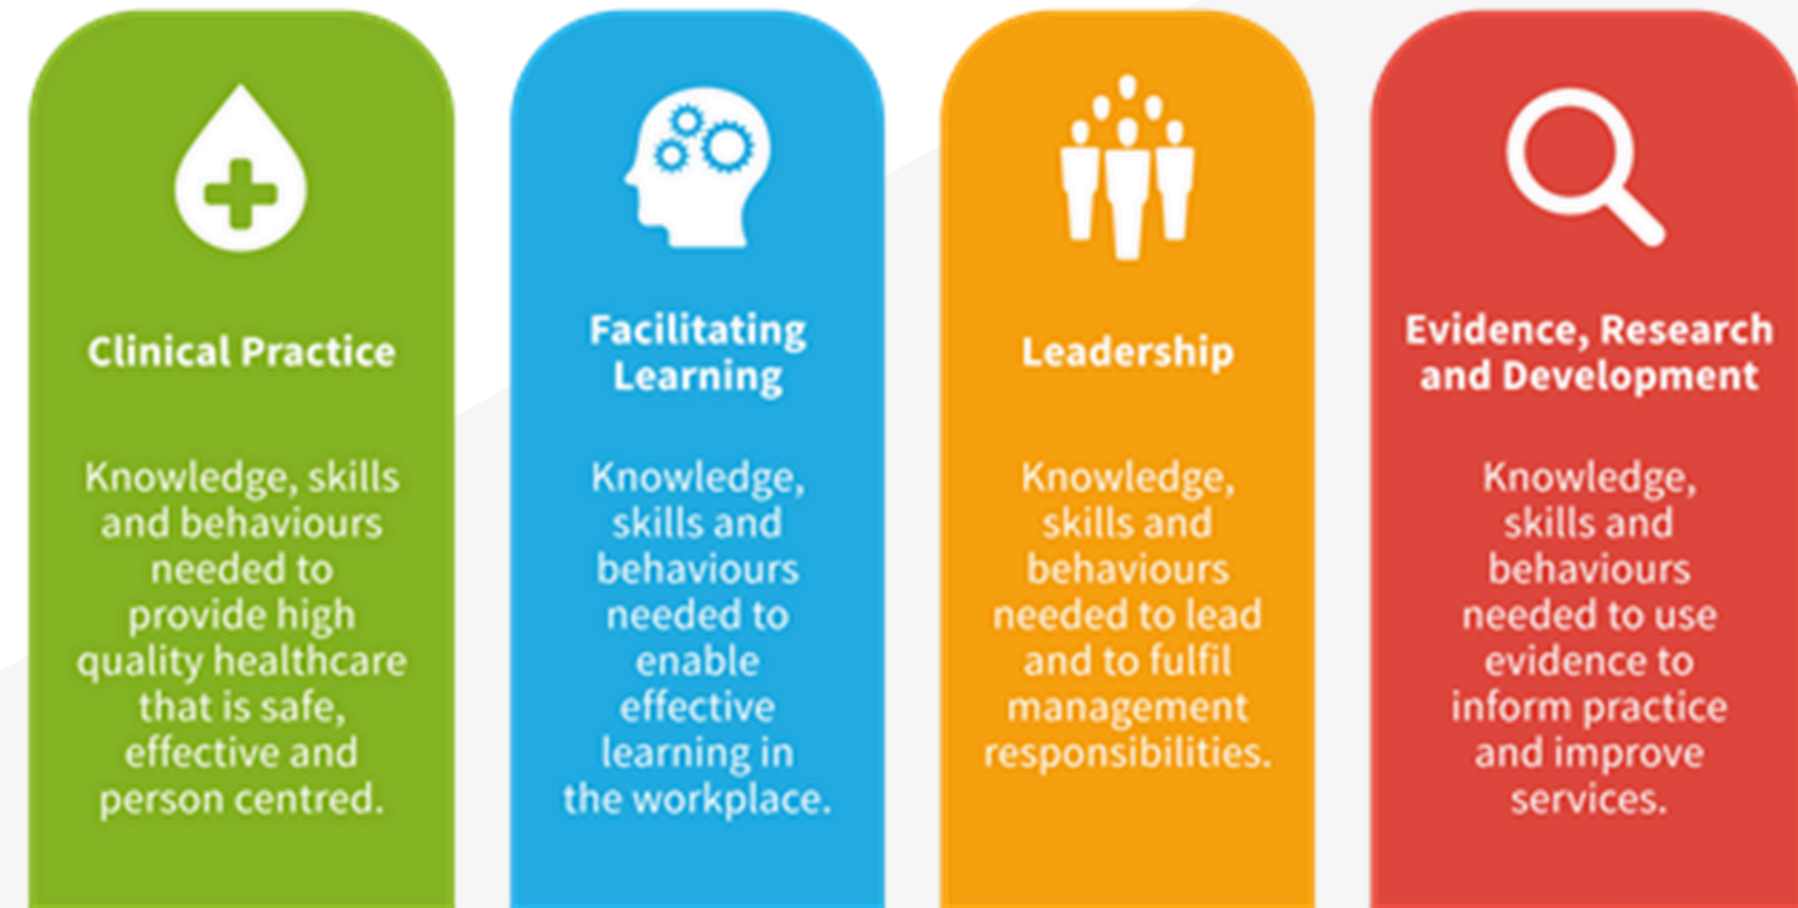 Clinical Practice
Knowledge, skills
and behaviours
needed to
provide high
quality healthcare
that is safe,
effective and
person centred.
Facilitating
Learning
Knowledge,
skills and
behaviours
needed to
enable
effective
learning in
the workplace.
Leadership
Knowledge,
skills and
behaviours
needed to lead
and to fulfil
management
responsibilities.
Evidence, Research
and Development
Knowledge,
skills and
behaviours
needed to use
evidence to
inform practice
and improve
services.